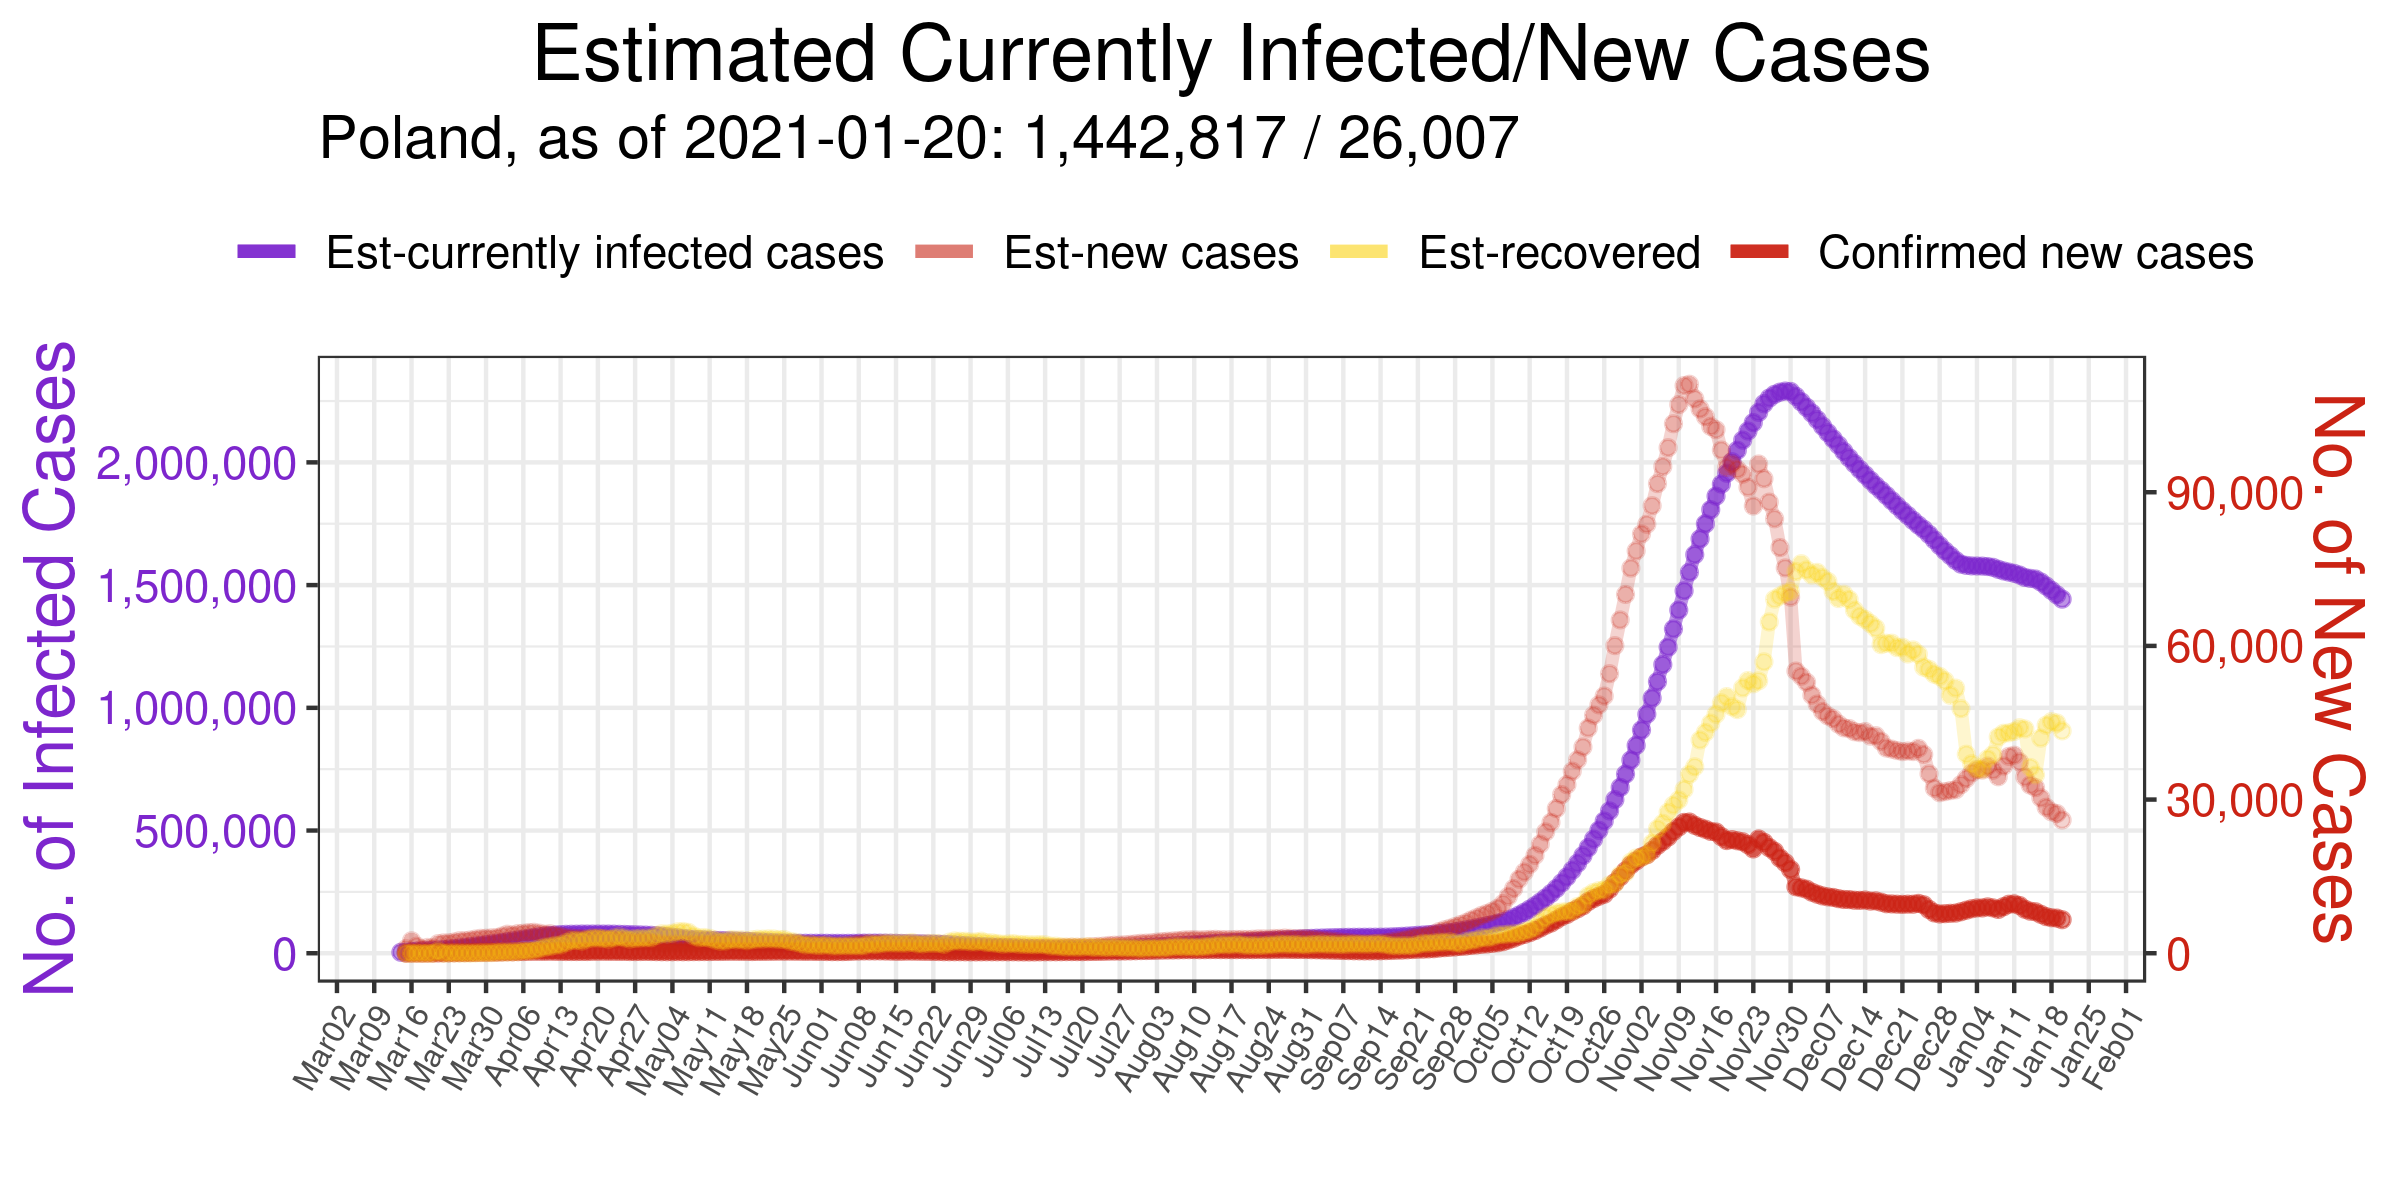 Estimated Currently Infected/New Cases
Poland, as of 2021-01-20: 1,442,817 / 26,007
Est-currently infected cases Est-new cases Est-recovered Confirmed new cases
No. of Infected Cases
2,000,000
1,500,000
1,000,000
500,000
0
90,000
60,000
30,000
0
No. of New Cases
Mar02 Mar09 Mar16 Mar23 Mar30 Apr06 Apr13 Apr20 Apr27 May04 May11 May18 May25 Jun01 Jun08 Jun15 Jun22 Jun29 Jul06 Jul13 Jul20 Jul27 Aug03 Aug10 Aug17 Aug24 Aug31 Sep07 Sep14 Sep21 Sep28 Oct05 Oct12 Oct19 Oct26 Nov02 Nov09 Nov16 Nov23 Nov30 Dec07 Dec14 Dec21 Dec28 Jan04 Jan11 Jan18 Jan25 Feb01